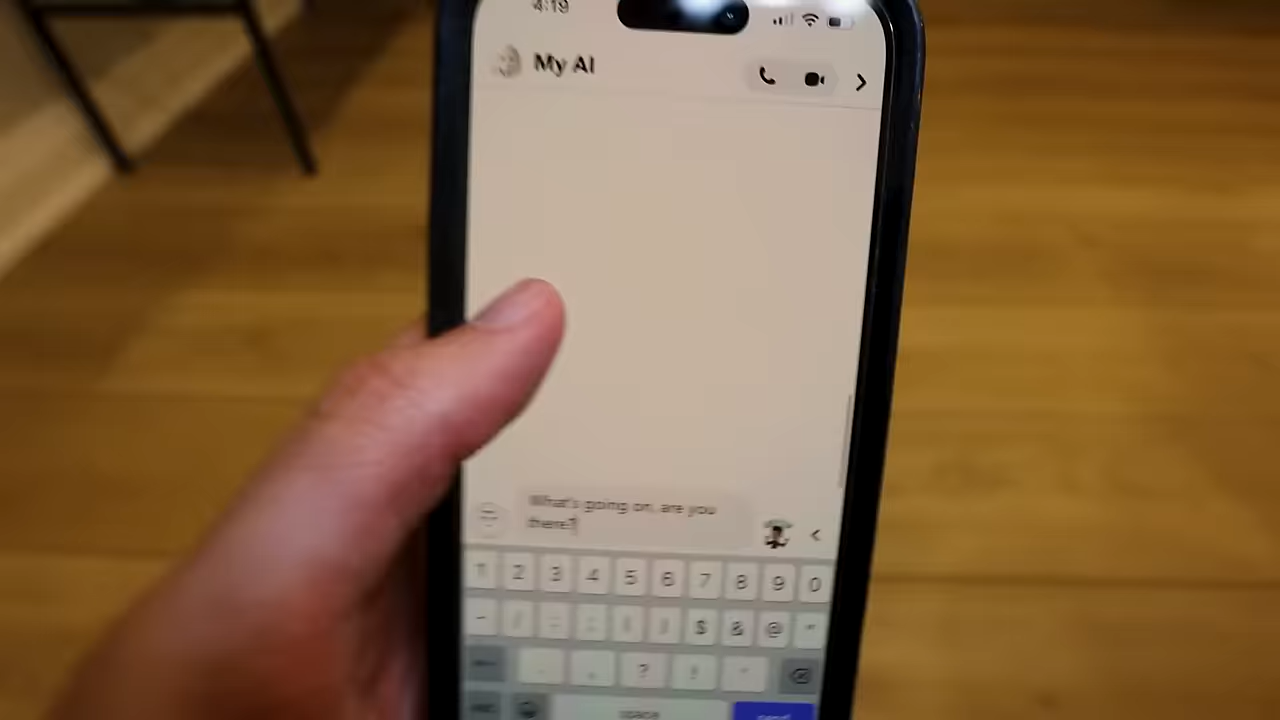 4:19
My AI
What's going on, are you
there?
1 2 3 4 5 6 7 8 9 0
$ & @ "
. , ? ! '
space
send